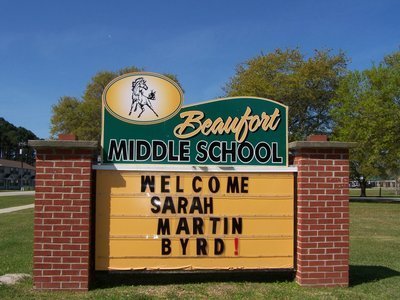 Beaufort
MIDDLE SCHOOL
WELCOME
SARAH
MARTIN
BYRD!